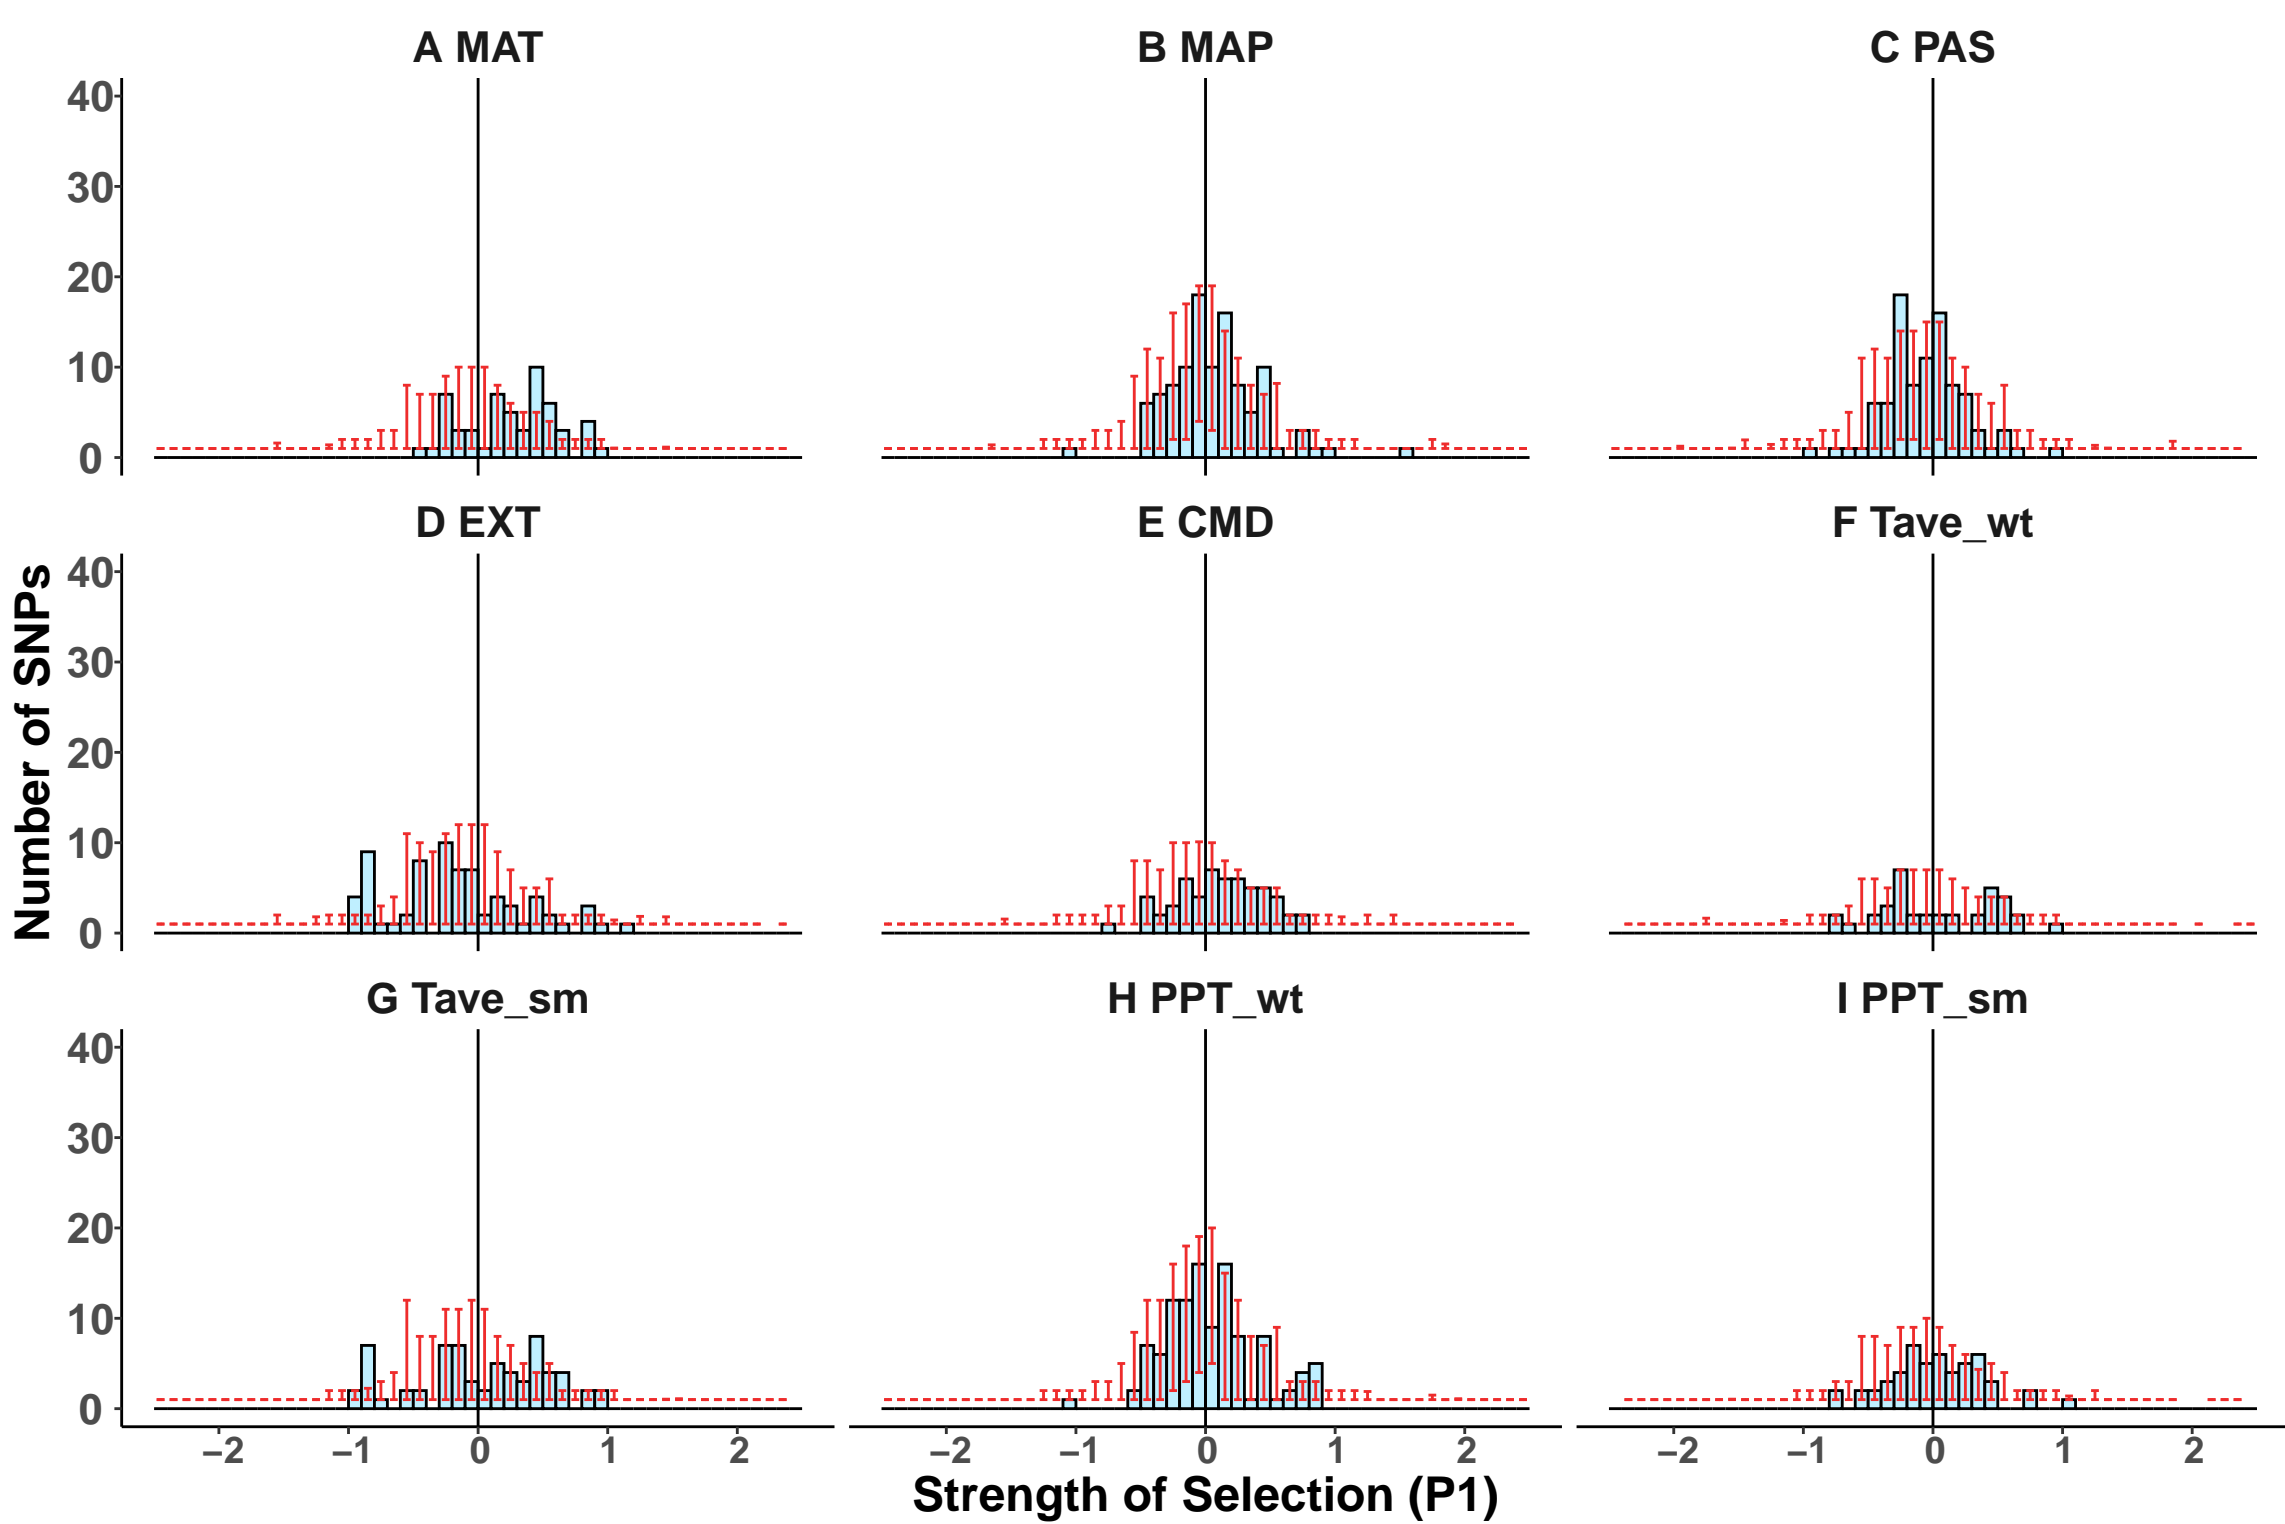 A MAT
B MAP
C PAS
40
30
20
10
0
D EXT
E CMD
F Tave_wt
Number of SNPs
40
30
20
10
0
G Tave_sm
H PPT_wt
I PPT_sm
40
30
20
10
0
−2 −1 0 1 2
−2 −1 0 1 2
−2 −1 0 1 2
Strength of Selection (P1)